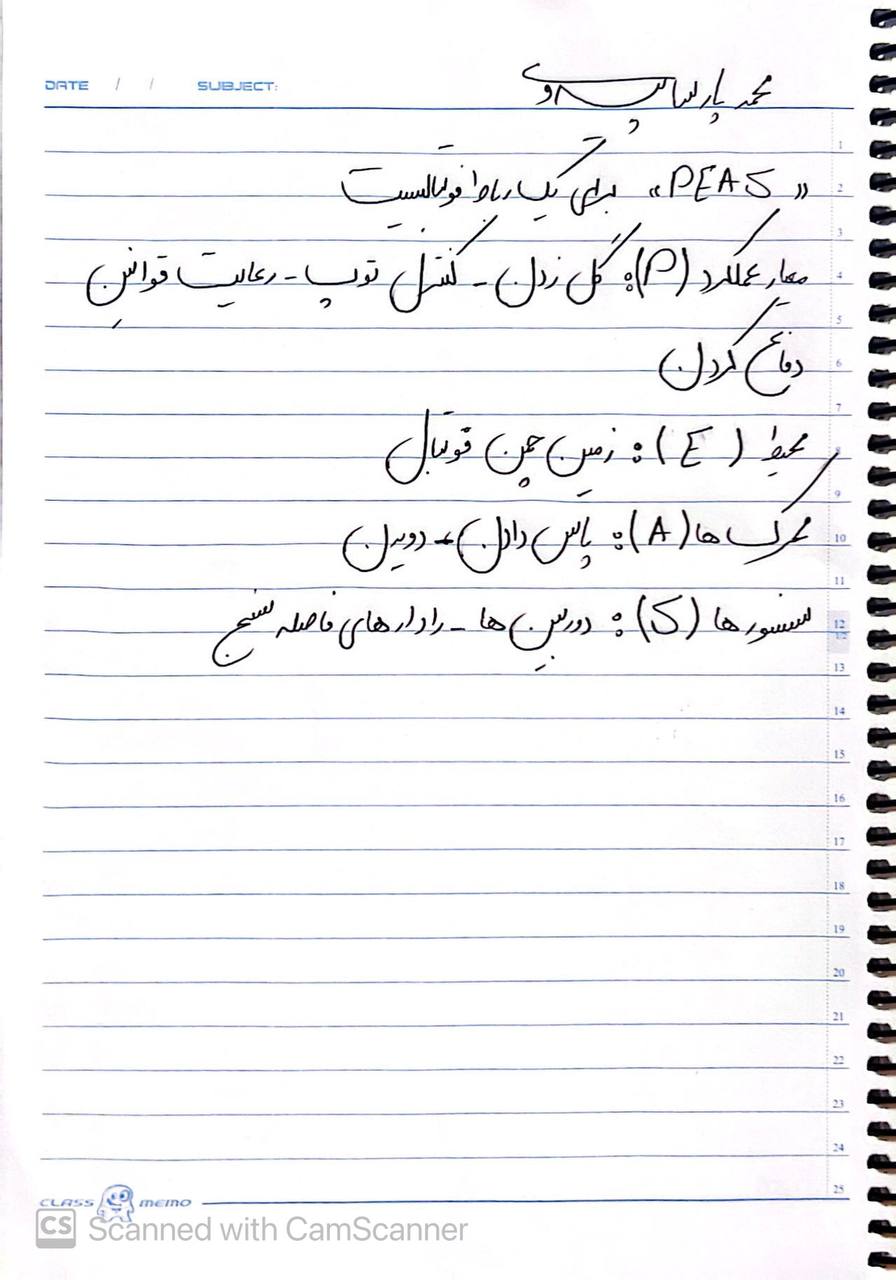 DATE / / SUBJECT:
محمد پارسا
«PEAS» برای یک ربات فوتبالیست
معیار عملکرد (P): گل زدن - کنترل توپ - رعایت قوانین
دفاع کردن
محیط (E): زمین چمن فوتبال
محرک ها (A): پاس دادن - دویدن
سنسورها (S): دوربین ها - رادارهای فاصله سنج
1
2
3
4
5
6
7
8
9
10
11
12
13
14
15
16
17
18
19
20
21
22
23
24
25
CLASS MEMO
CS Scanned with CamScanner